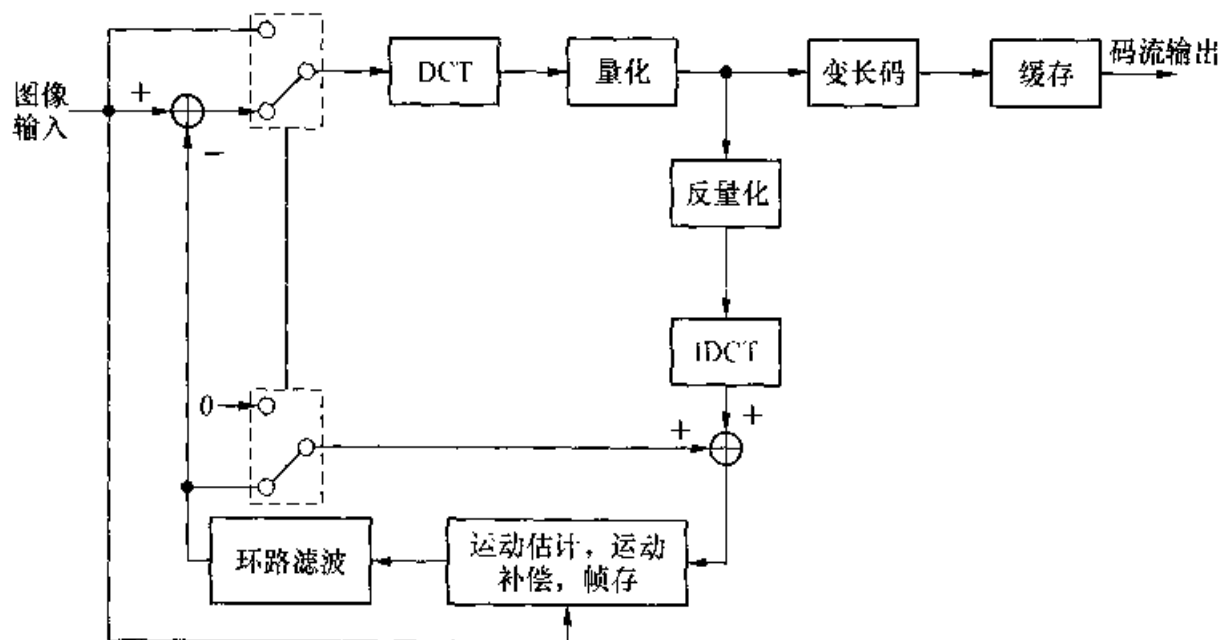 图像
输入
+
−
DCT
量化
变长码
缓存
码流输出
反量化
IDCT
+
+
0
环路滤波
运动估计，运动
补偿，帧存